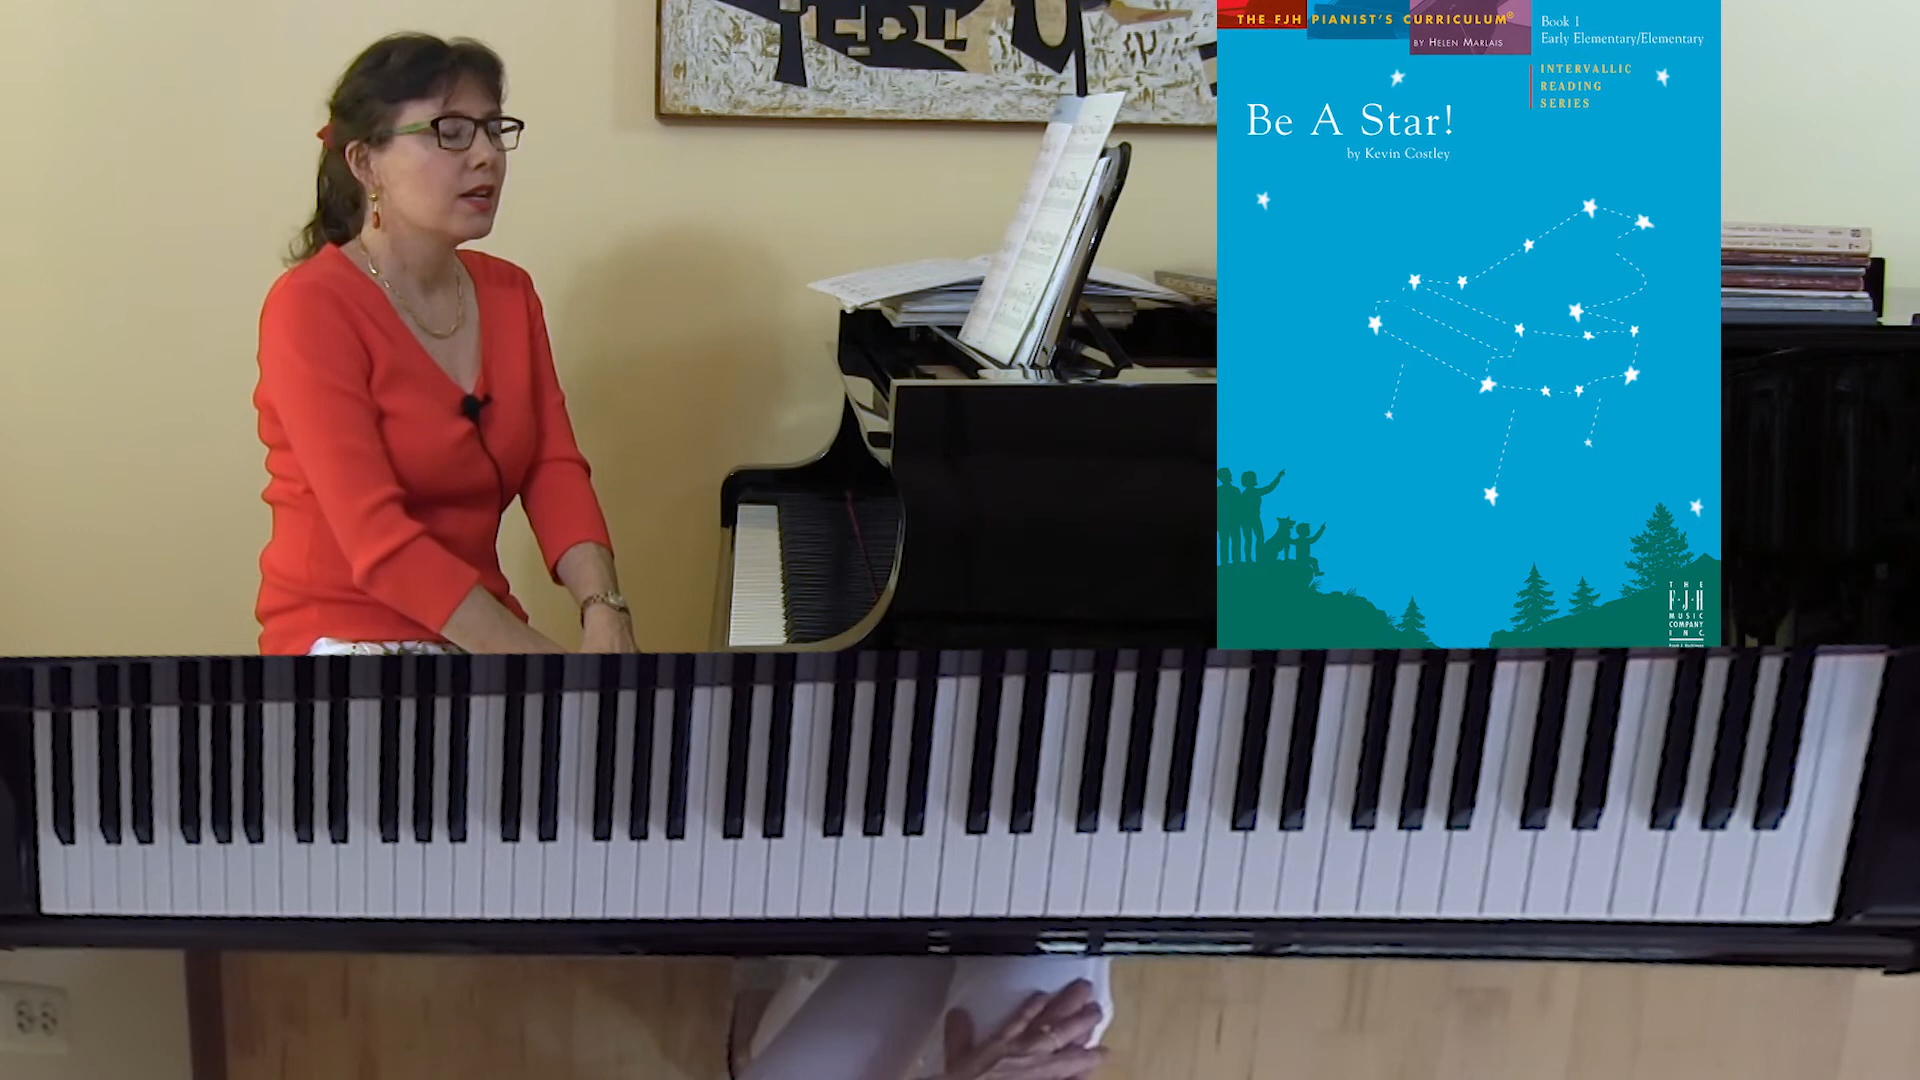 THE FJH PIANIST'S CURRICULUM®
BY HELEN MARLAIS
Book 1
Early Elementary/Elementary
INTERVALLIC
READING
SERIES
Be A Star!
by Kevin Costley
THE
F·J·H
MUSIC
COMPANY
INC.